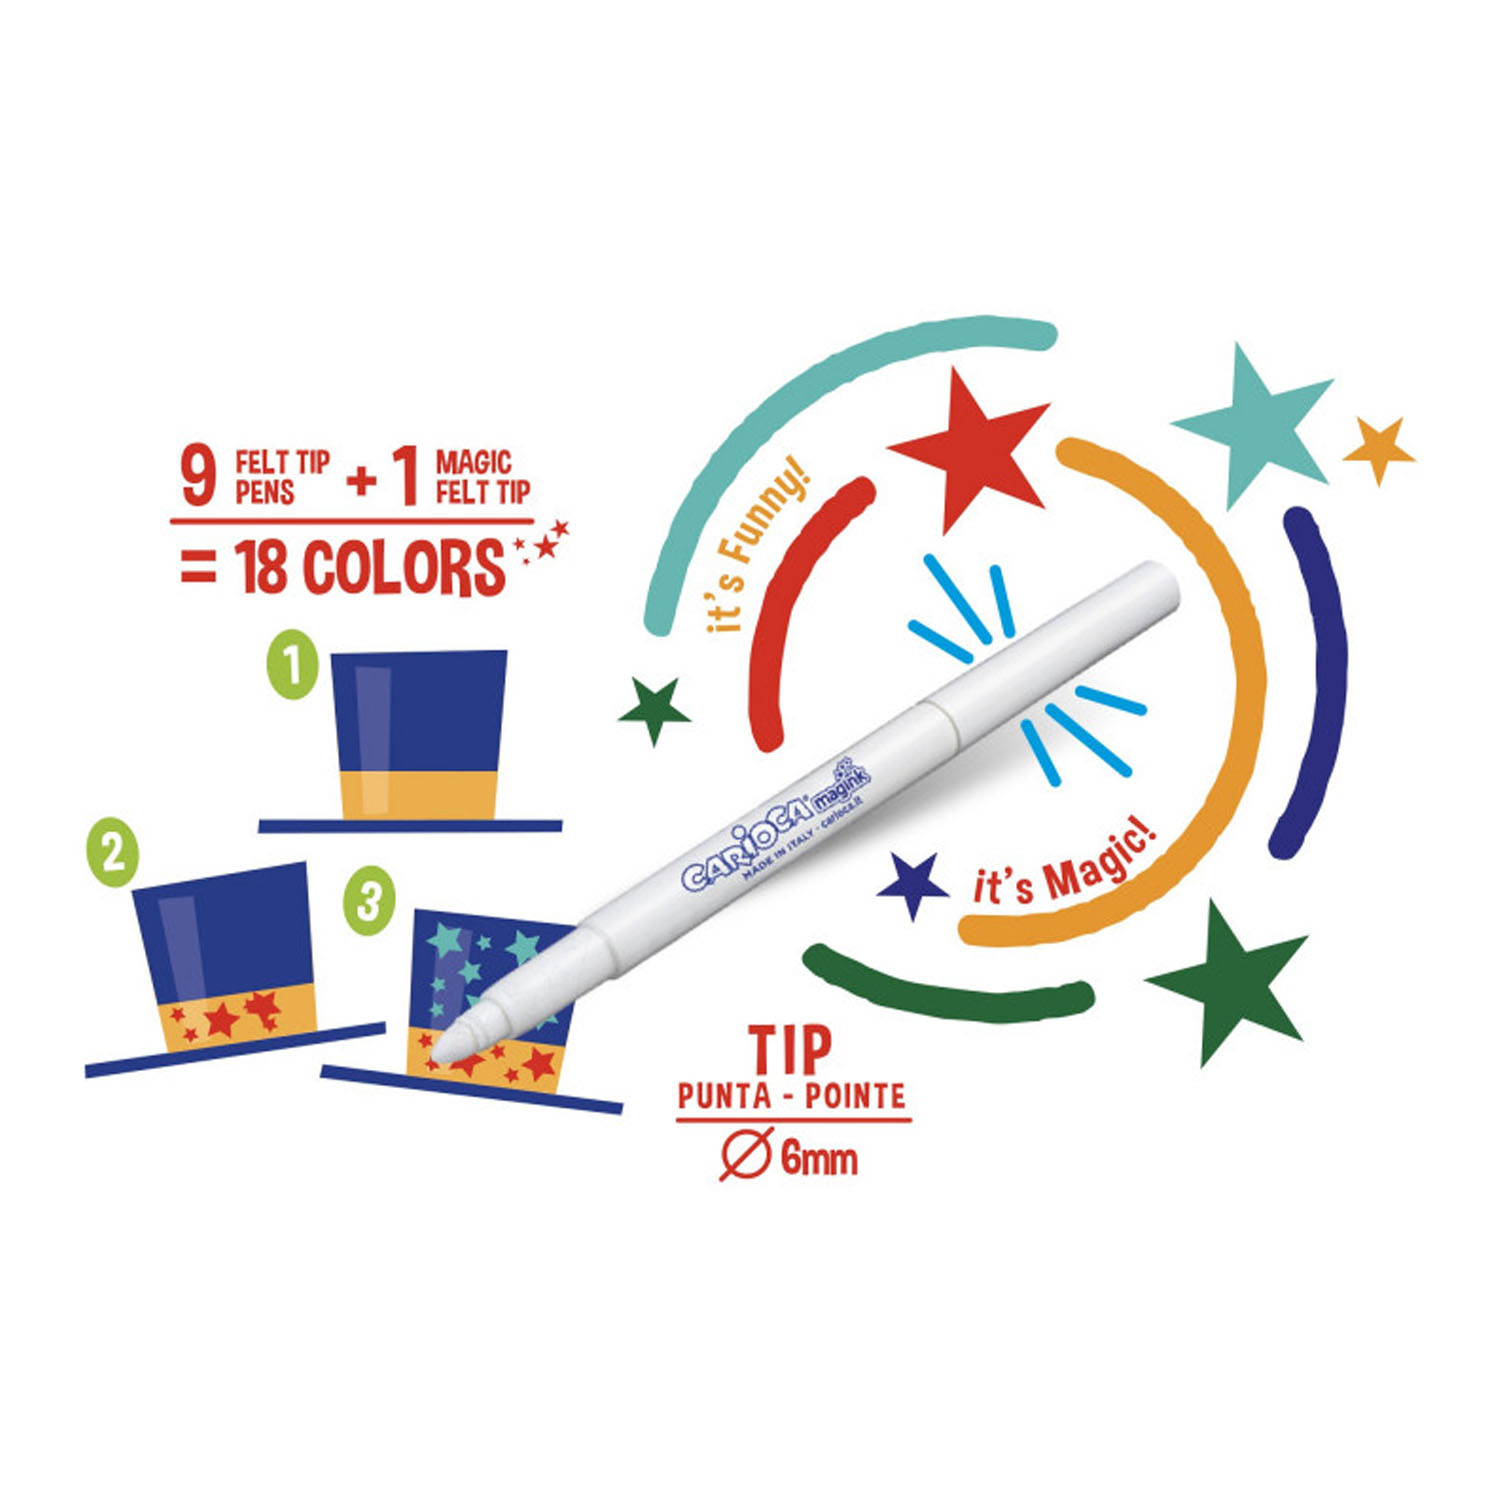 9 FELT TIP PENS + 1 MAGIC FELT TIP
= 18 COLORS
1
2
3
it's Funny!
CARIOCA® magink
MADE IN ITALY - carioca.it
it's Magic!
TIP
PUNTA - POINTE
Ø 6mm